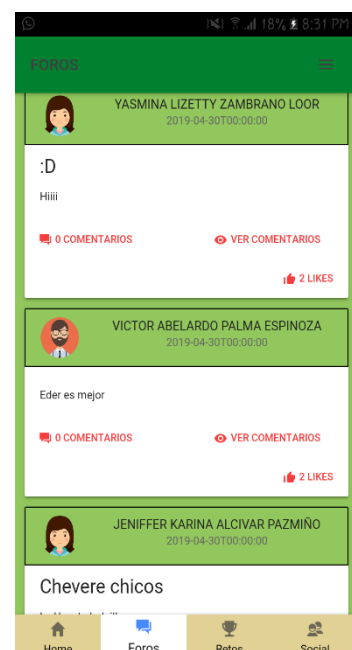 18% 8:31 PM
FOROS
YASMINA LIZETTY ZAMBRANO LOOR
2019-04-30T00:00:00
:D
Hiiii
0 COMENTARIOS VER COMENTARIOS
2 LIKES
VICTOR ABELARDO PALMA ESPINOZA
2019-04-30T00:00:00
Eder es mejor
0 COMENTARIOS VER COMENTARIOS
2 LIKES
JENIFFER KARINA ALCIVAR PAZMIÑO
2019-04-30T00:00:00
Chevere chicos
Home Foros Retos Social